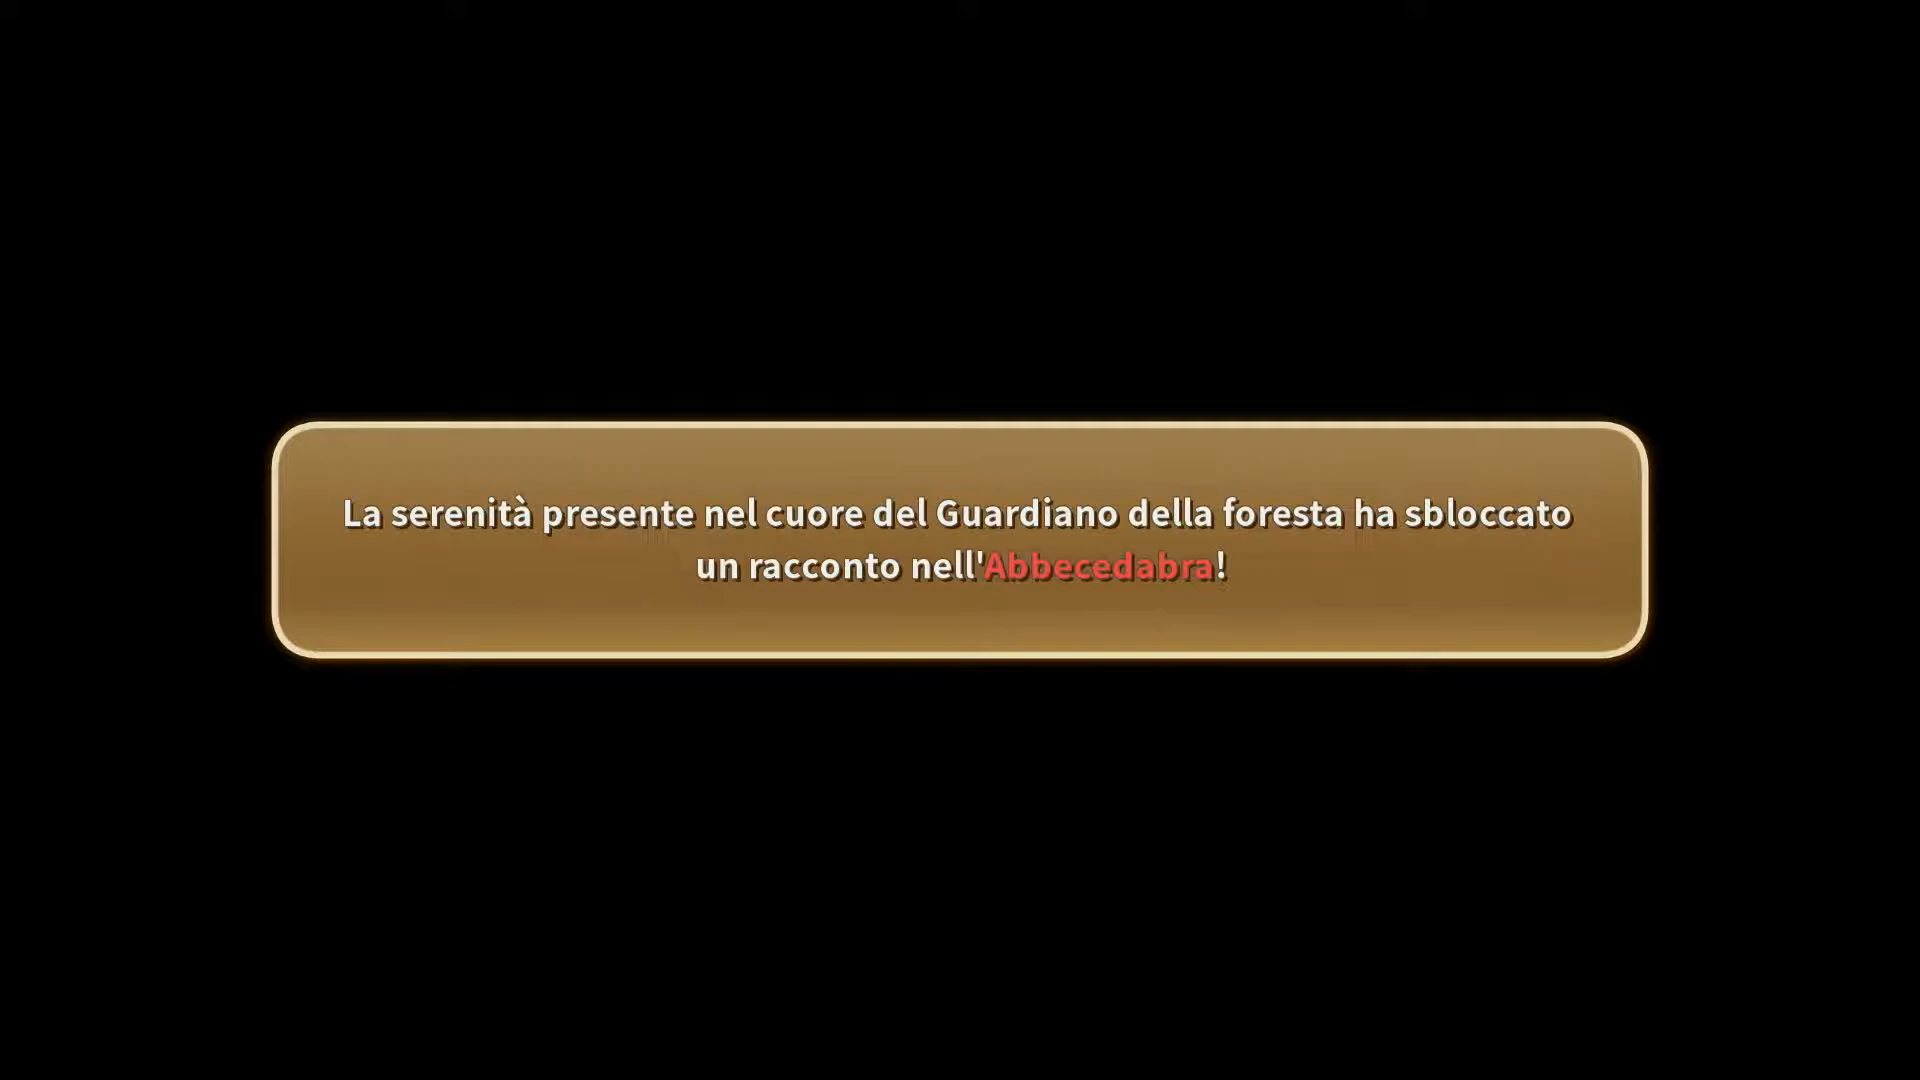 La serenità presente nel cuore del Guardiano della foresta ha sbloccato
un racconto nell'Abbecedabra!